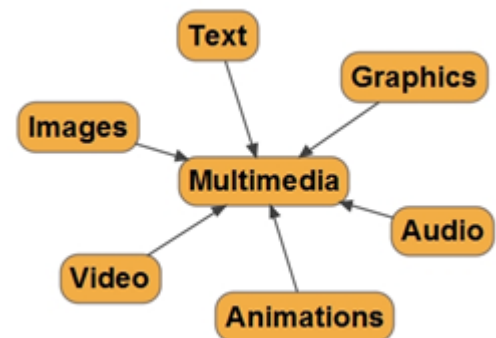 Text
Graphics
Images
Multimedia
Audio
Video
Animations